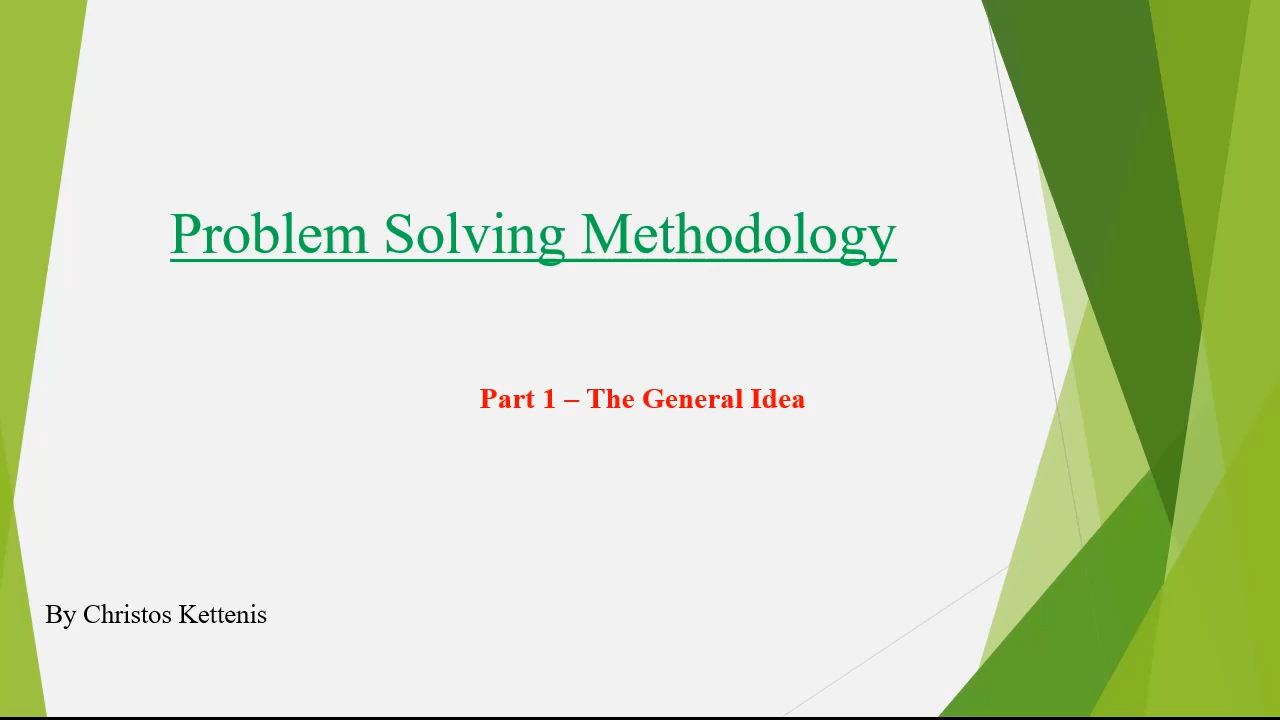 Problem Solving Methodology
Part 1 – The General Idea
By Christos Kettenis